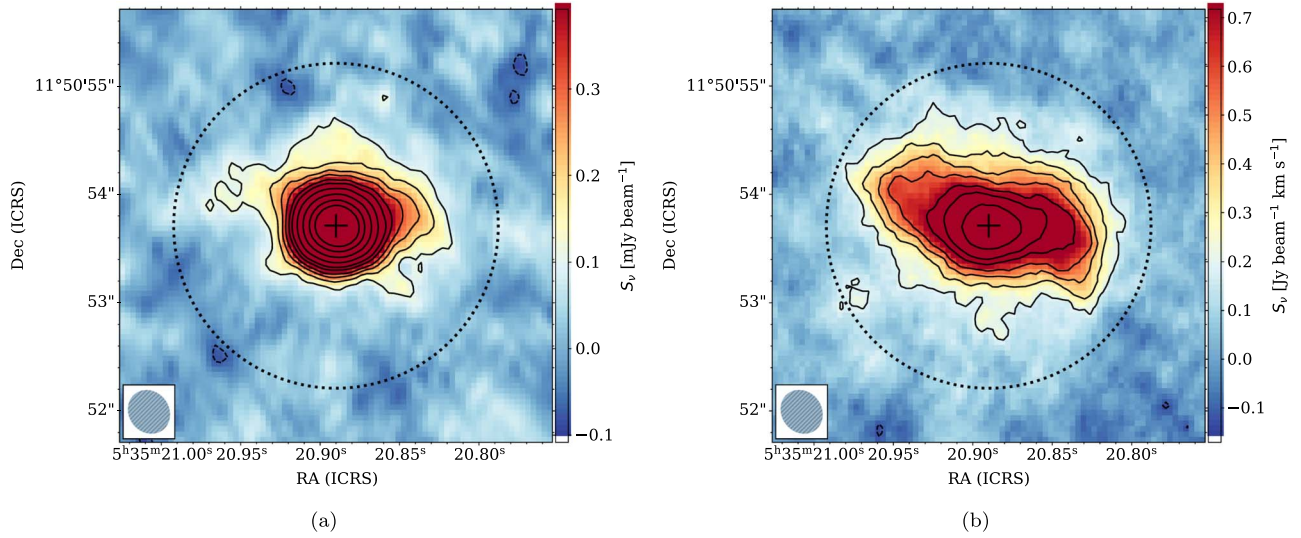 11°50'55"
54"
53"
52"
Dec (ICRS)
5ʰ35ᵐ21.00ˢ 20.95ˢ 20.90ˢ 20.85ˢ 20.80ˢ
RA (ICRS)
0.3
0.2
0.1
0.0
−0.1
Sᵥ [mJy beam⁻¹]
(a)
11°50'55"
54"
53"
52"
Dec (ICRS)
5ʰ35ᵐ21.00ˢ 20.95ˢ 20.90ˢ 20.85ˢ 20.80ˢ
RA (ICRS)
0.7
0.6
0.5
0.4
0.3
0.2
0.1
0.0
−0.1
Sᵥ [Jy beam⁻¹ km s⁻¹]
(b)